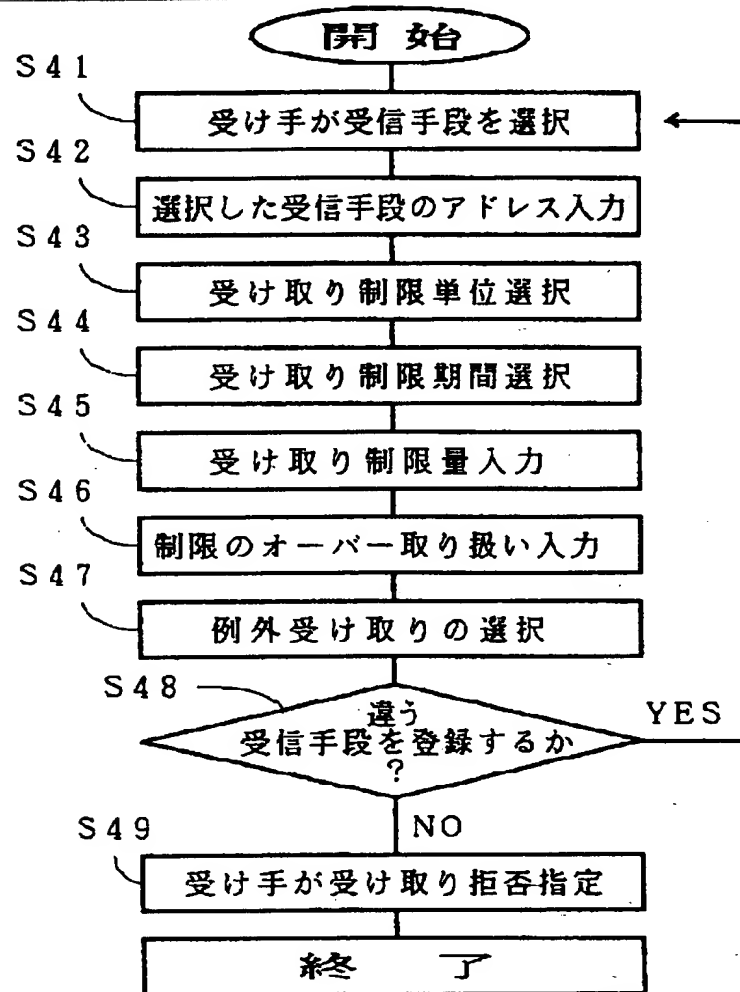 開始
S41
受け手が受信手段を選択
S42
選択した受信手段のアドレス入力
S43
受け取り制限単位選択
S44
受け取り制限期間選択
S45
受け取り制限量入力
S46
制限のオーバー取り扱い入力
S47
例外受け取りの選択
S48
違う
受信手段を登録するか
?
YES
NO
S49
受け手が受け取り拒否指定
終了